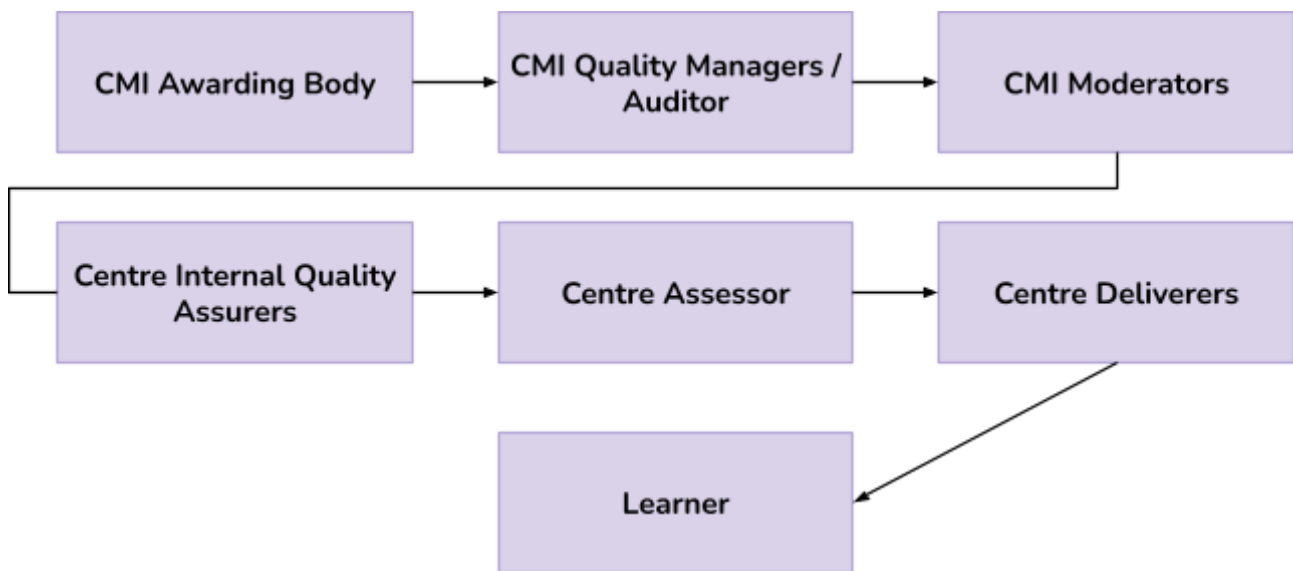 CMI Awarding Body
CMI Quality Managers /
Auditor
CMI Moderators
Centre Internal Quality
Assurers
Centre Assessor
Centre Deliverers
Learner